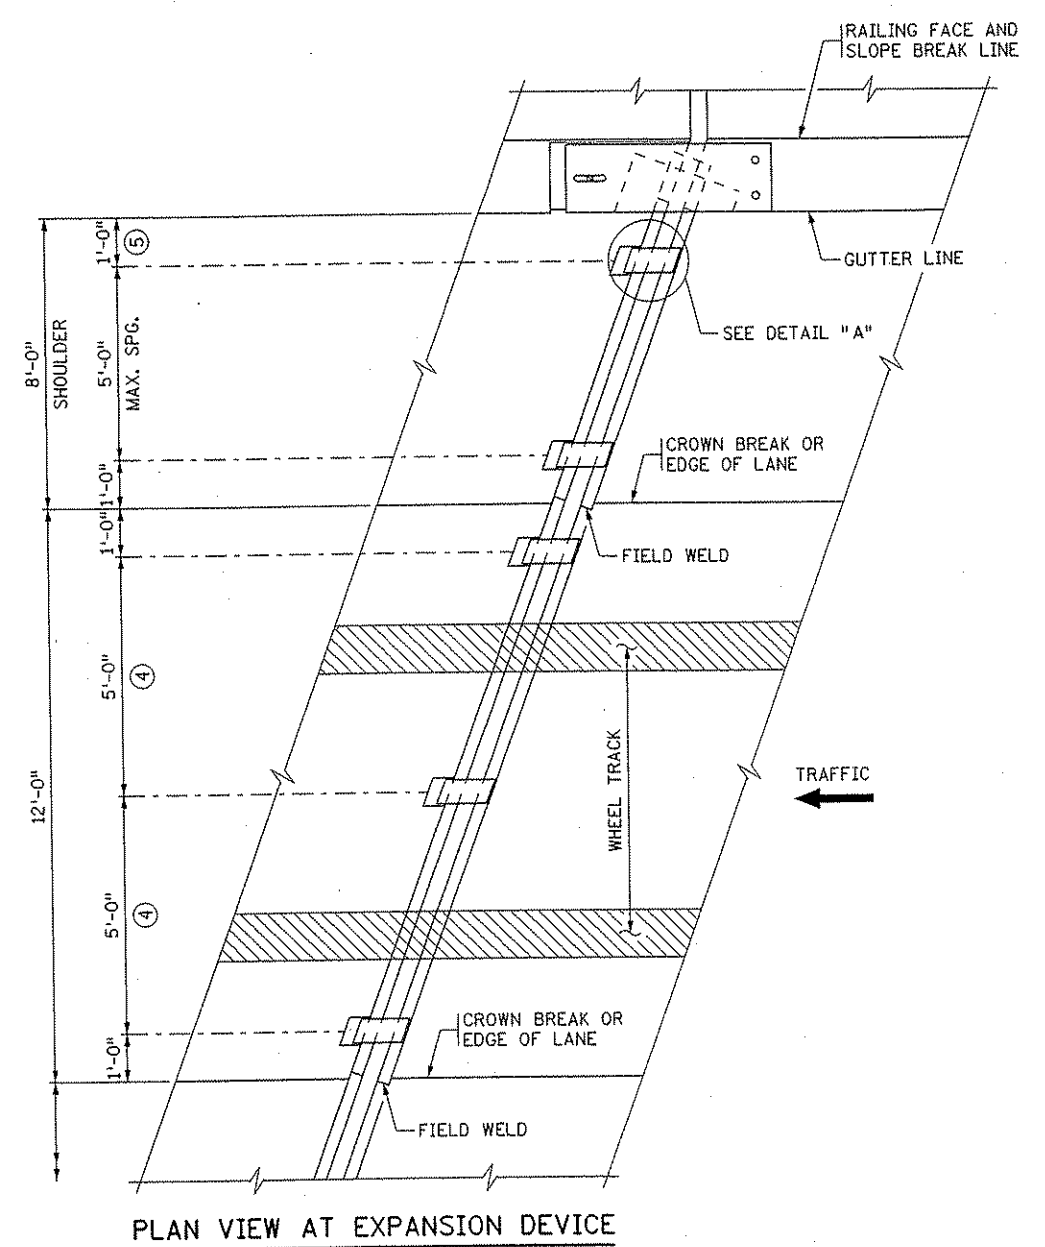 RAILING FACE AND
SLOPE BREAK LINE
1'-0"
5
GUTTER LINE
SEE DETAIL "A"
8'-0"
SHOULDER
5'-0"
MAX. SPG.
CROWN BREAK OR
EDGE OF LANE
1'-0"
1'-0"
FIELD WELD
5'-0"
4
12'-0"
WHEEL TRACK
TRAFFIC
5'-0"
4
CROWN BREAK OR
EDGE OF LANE
1'-0"
FIELD WELD
PLAN VIEW AT EXPANSION DEVICE